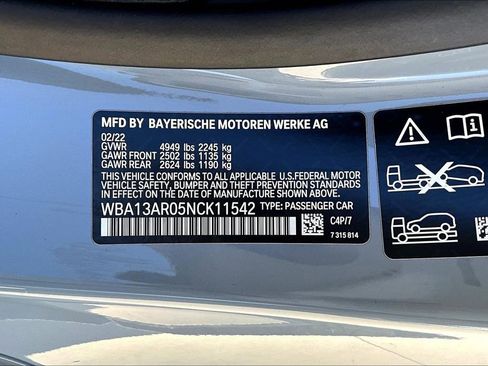 MFD BY BAYERISCHE MOTOREN WERKE AG
02/22
GVWR 4949 lbs 2245 kg
GAWR FRONT 2502 lbs 1135 kg
GAWR REAR 2624 lbs 1190 kg
THIS VEHICLE CONFORMS TO ALL APPLICABLE U.S.FEDERAL MOTOR
VEHICLE SAFETY, BUMPER, AND THEFT PREVENTION STANDARDS
IN EFFECT ON THE DATE OF MANUFACTURE SHOWN ABOVE.
WBA13AR05NCK11542 TYPE: PASSENGER CAR
C4P/7
7 315 814